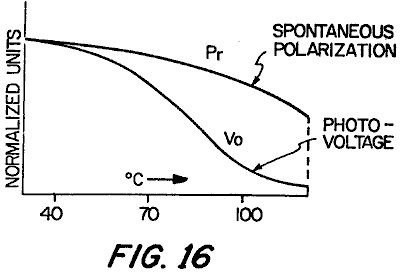 NORMALIZED UNITS
SPONTANEOUS
POLARIZATION
Pr
PHOTO-
VOLTAGE
Vo
°C
40 70 100
FIG. 16